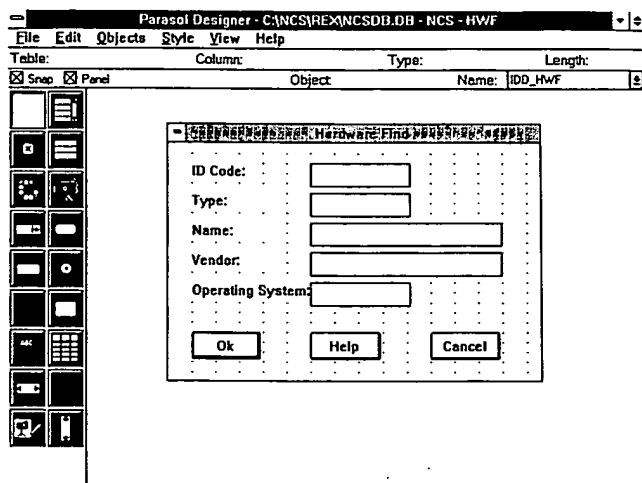 Parasol Designer - C:\NCS\REX\NCSDB.DB - NCS - HWF
File Edit Objects Style View Help
Table: Column: Type: Length:
Snap Panel Object Name: IDD_HWF
Hardware Find
ID Code:
Type:
Name:
Vendor:
Operating System:
Ok Help Cancel
ABC